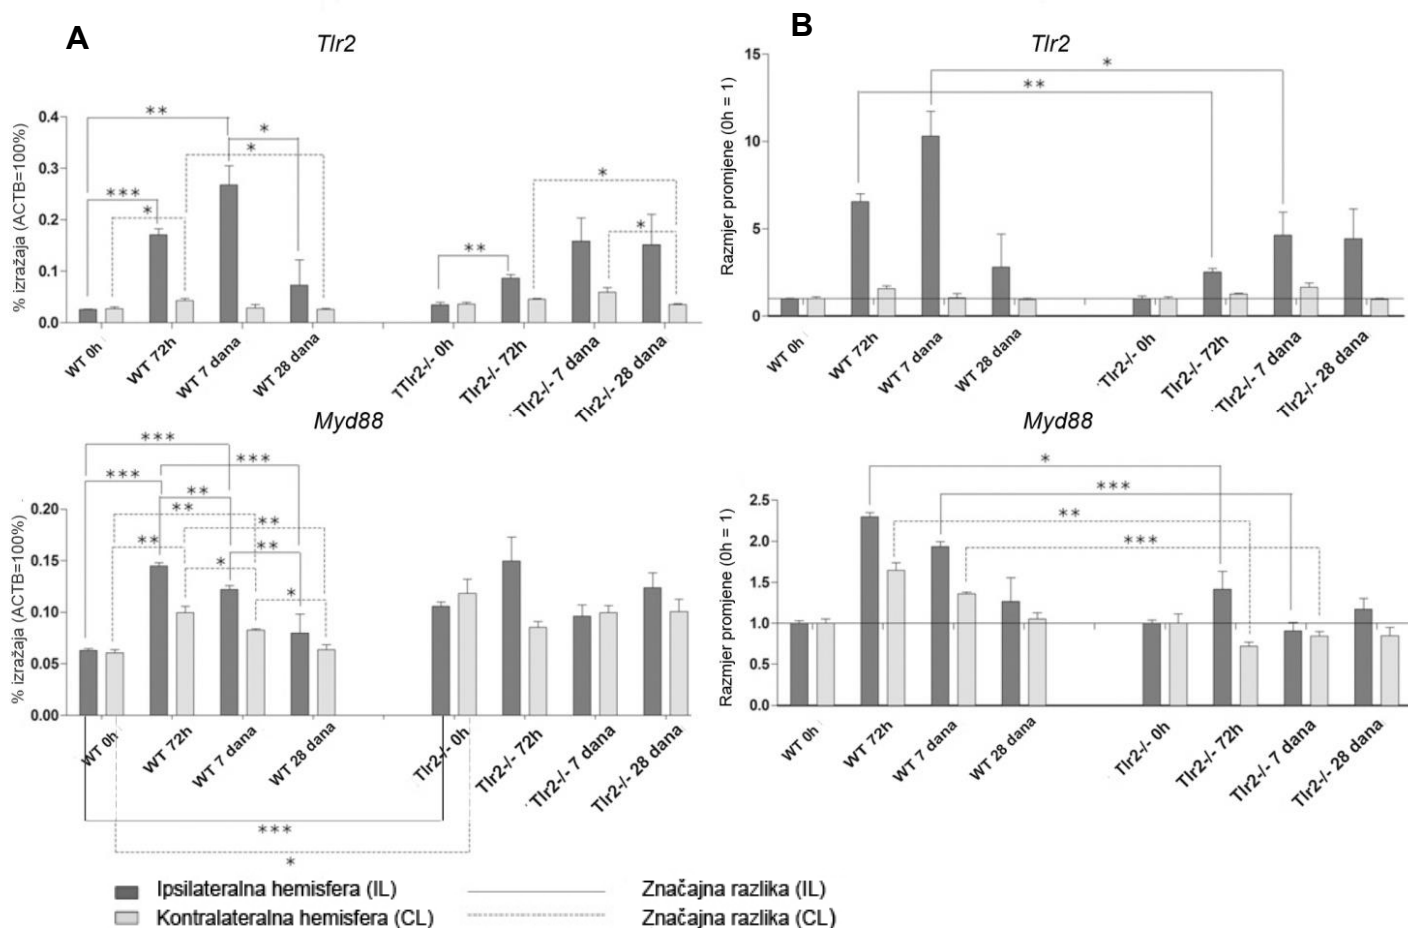 A
Tlr2
% izražaja (ACTB=100%)
0.4
0.3
0.2
0.1
0.0
**
*
*
***
*
**
*
*
WT 0h
WT 72h
WT 7 dana
WT 28 dana
Tlr2-/- 0h
Tlr2-/- 72h
Tlr2-/- 7 dana
Tlr2-/- 28 dana
B
Tlr2
Razmjer promjene (0h = 1)
15
10
5
0
*
**
WT 0h
WT 72h
WT 7 dana
WT 28 dana
Tlr2-/- 0h
Tlr2-/- 72h
Tlr2-/- 7 dana
Tlr2-/- 28 dana
Myd88
% izražaja (ACTB=100%)
0.20
0.15
0.10
0.05
0.00
***
***
***
**
**
**
**
**
*
*
WT 0h
WT 72h
WT 7 dana
WT 28 dana
Tlr2-/- 0h
Tlr2-/- 72h
Tlr2-/- 7 dana
Tlr2-/- 28 dana
***
*
Myd88
Razmjer promjene (0h = 1)
2.5
2.0
1.5
1.0
0.5
0.0
*
***
**
***
WT 0h
WT 72h
WT 7 dana
WT 28 dana
Tlr2-/- 0h
Tlr2-/- 72h
Tlr2-/- 7 dana
Tlr2-/- 28 dana
Ipsilateralna hemisfera (IL)
Značajna razlika (IL)
Kontralateralna hemisfera (CL)
Značajna razlika (CL)